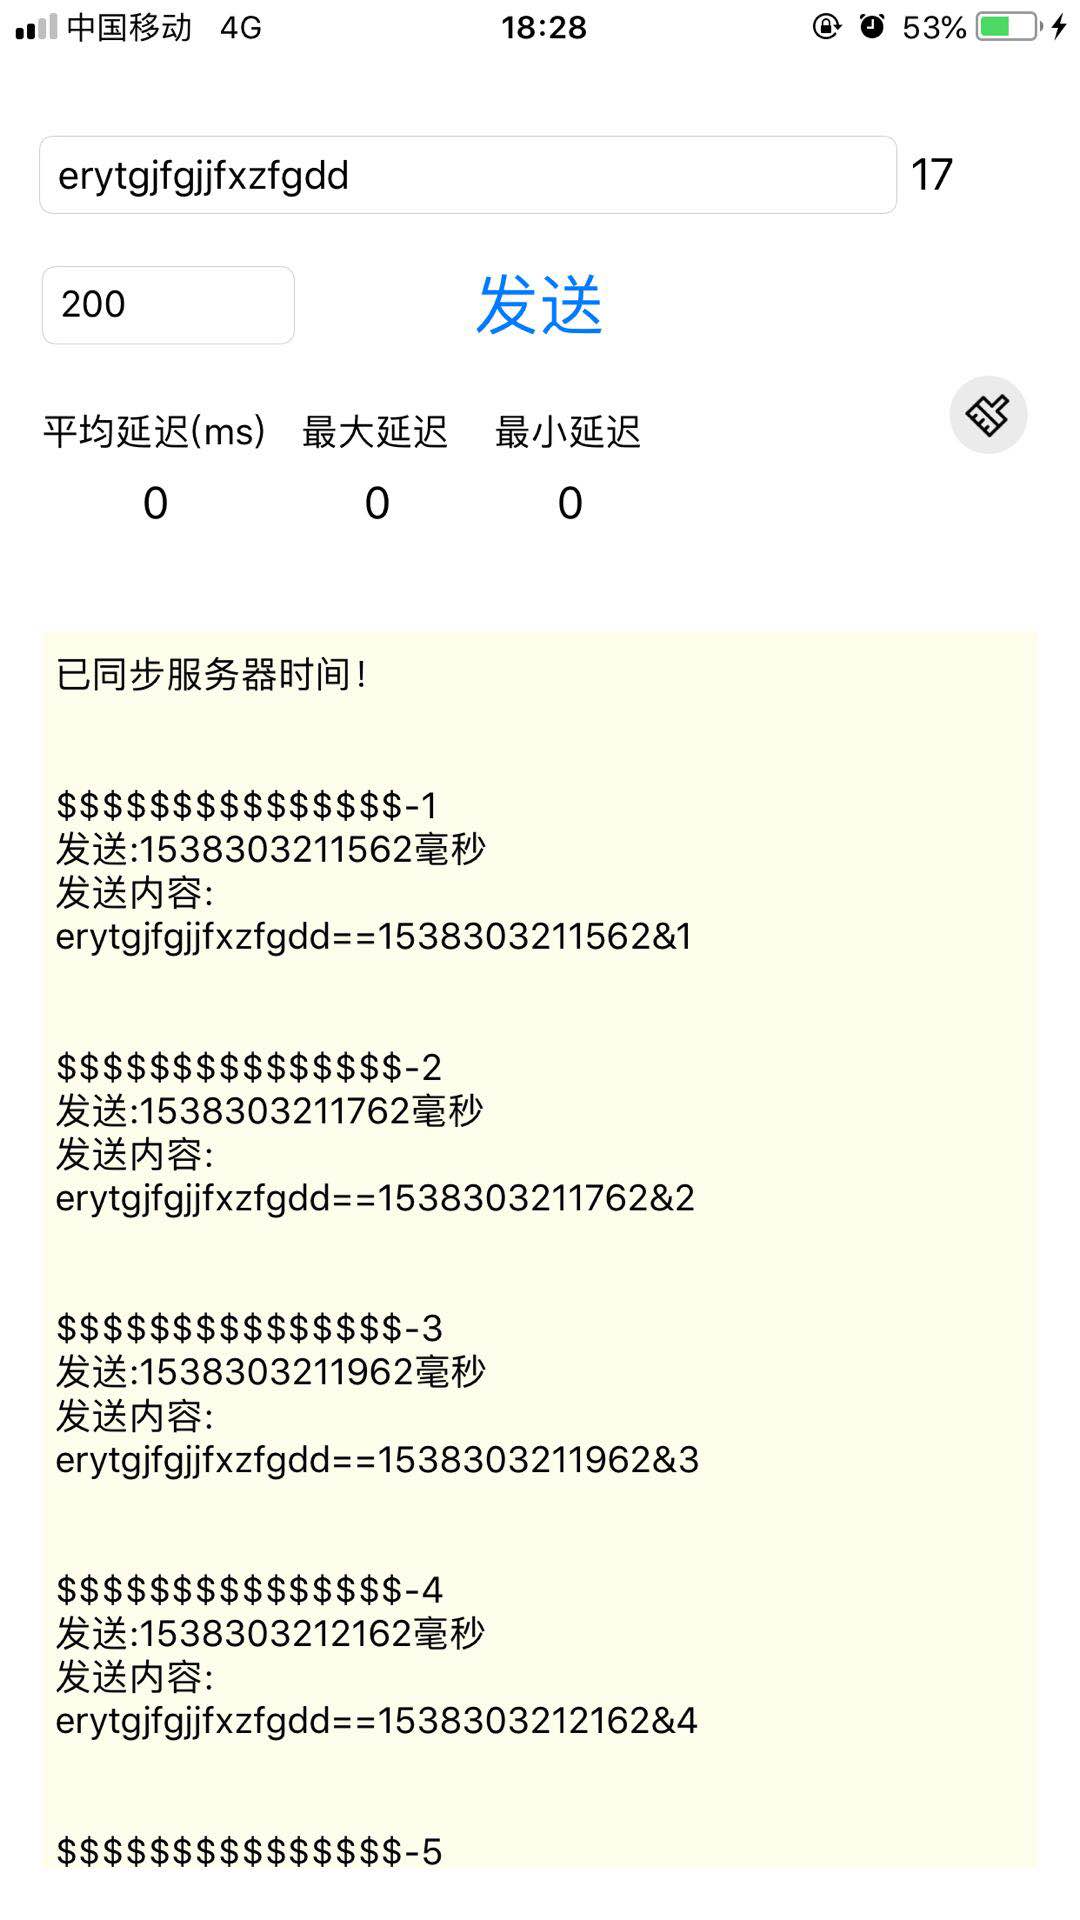 中国移动 4G 18:28 53%
erytgjfgjjfxzfgdd 17
200 发送
平均延迟(ms) 最大延迟 最小延迟
0 0 0
已同步服务器时间!
$$$$$$$$$$$$$$$-1
发送:1538303211562毫秒
发送内容:
erytgjfgjjfxzfgdd==1538303211562&1
$$$$$$$$$$$$$$$-2
发送:1538303211762毫秒
发送内容:
erytgjfgjjfxzfgdd==1538303211762&2
$$$$$$$$$$$$$$$-3
发送:1538303211962毫秒
发送内容:
erytgjfgjjfxzfgdd==1538303211962&3
$$$$$$$$$$$$$$$-4
发送:1538303212162毫秒
发送内容:
erytgjfgjjfxzfgdd==1538303212162&4
$$$$$$$$$$$$$$$-5